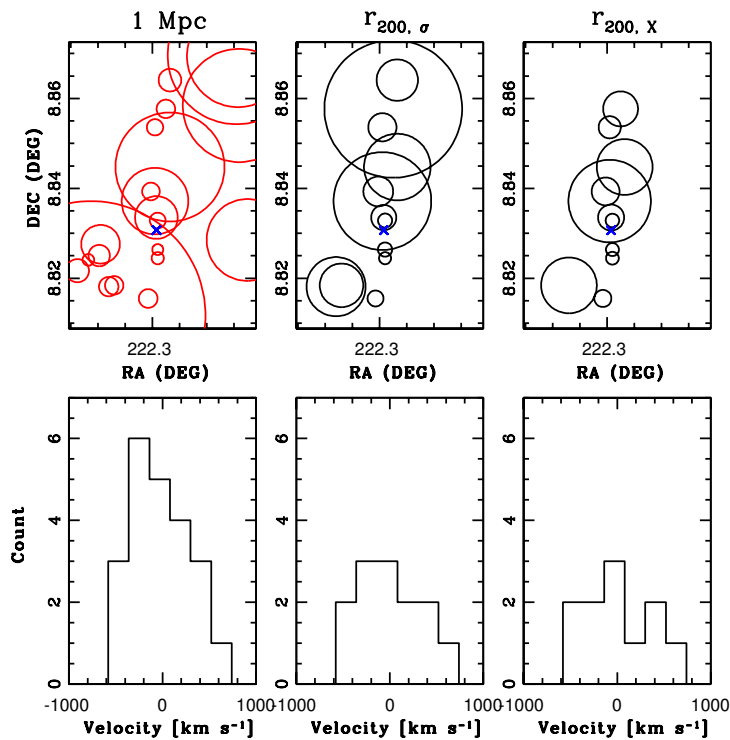 1 Mpc r200, σ r200, X
DEC (DEG)
8.86 8.86 8.86
8.84 8.84 8.84
8.82 8.82 8.82
222.3 222.3 222.3
RA (DEG) RA (DEG) RA (DEG)
Count
6 6 6
4 4 4
2 2 2
0 0 0
-1000 0 1000 -1000 0 1000 -1000 0 1000
Velocity [km s⁻¹] Velocity [km s⁻¹] Velocity [km s⁻¹]